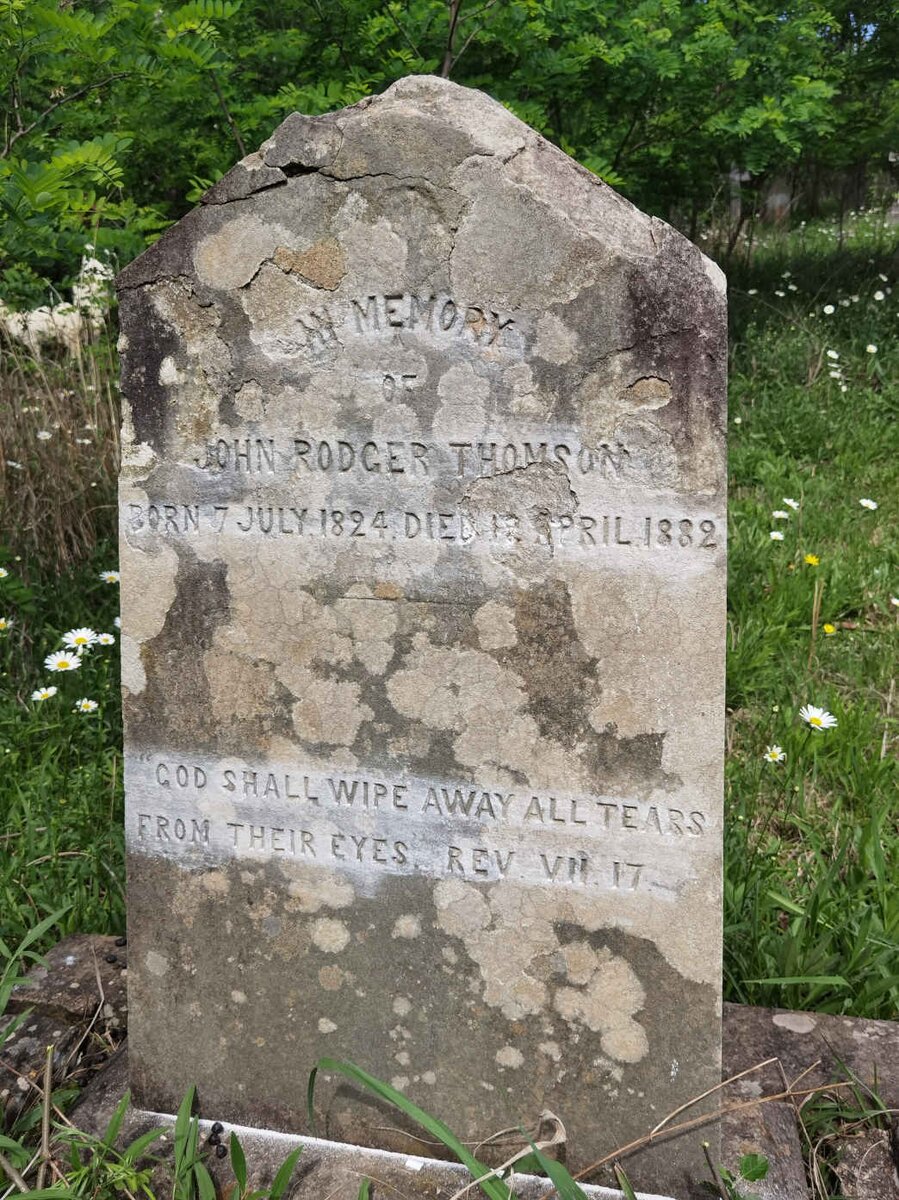 IN MEMORY
OF
JOHN RODGER THOMSON
BORN 7 JULY.1824. DIED APRIL.1882
"GOD SHALL WIPE AWAY ALL TEARS
FROM THEIR EYES. REV. VII. 17